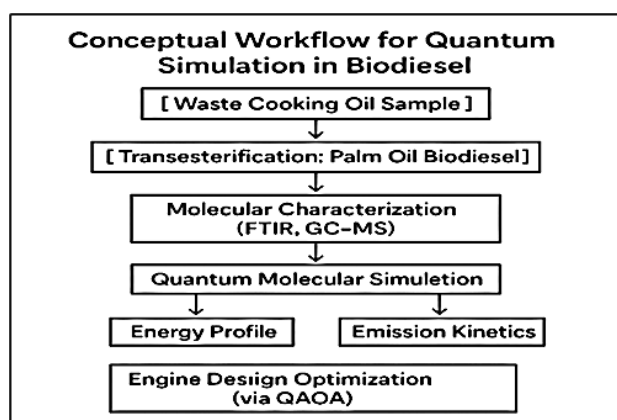 Conceptual Workflow for Quantum
Simulation in Biodiesel
[ Waste Cooking Oil Sample ]
[ Transesterification: Palm Oil Biodiesel]
Molecular Characterization
(FTIR, GC-MS)
Quantum Molecular Simuletion
Energy Profile
Emission Kinetics
Engine Desiign Optimization
(via QAOA)